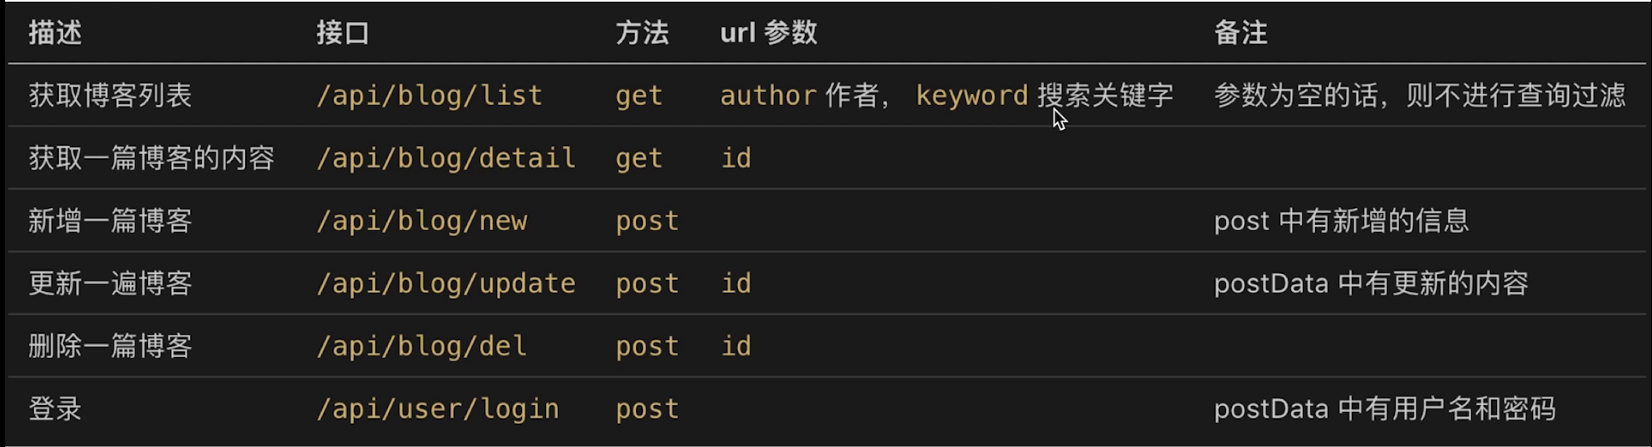 描述 接口 方法 url 参数 备注
获取博客列表 /api/blog/list get author 作者， keyword 搜索关键字 参数为空的话，则不进行查询过滤
获取一篇博客的内容 /api/blog/detail get id
新增一篇博客 /api/blog/new post post 中有新增的信息
更新一遍博客 /api/blog/update post id postData 中有更新的内容
删除一篇博客 /api/blog/del post id
登录 /api/user/login post postData 中有用户名和密码